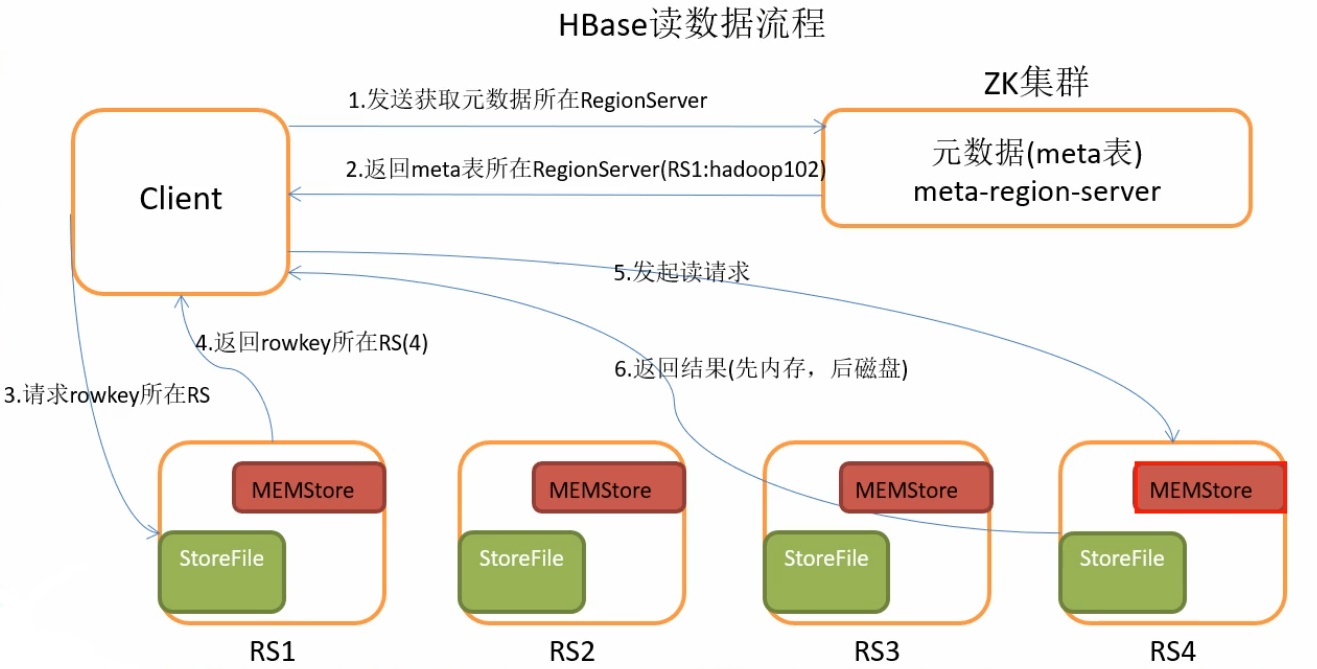 HBase读数据流程
ZK集群
1.发送获取元数据所在RegionServer
元数据(meta表)
meta-region-server
2.返回meta表所在RegionServer(RS1:hadoop102)
Client
5.发起读请求
4.返回rowkey所在RS(4)
6.返回结果(先内存，后磁盘)
3.请求rowkey所在RS
MEMStore
MEMStore
MEMStore
MEMStore
StoreFile
StoreFile
StoreFile
StoreFile
RS1
RS2
RS3
RS4